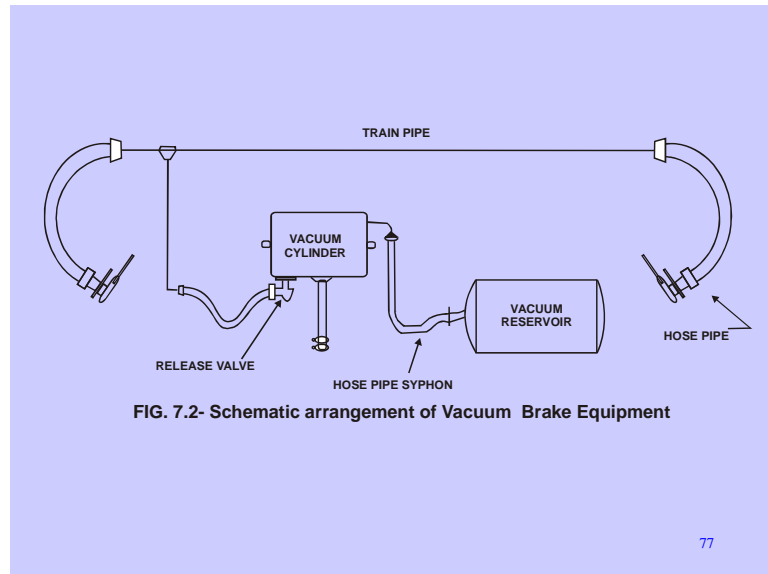 TRAIN PIPE
VACUUM
CYLINDER
VACUUM
RESERVOIR
HOSE PIPE
RELEASE VALVE
HOSE PIPE SYPHON
FIG. 7.2- Schematic arrangement of Vacuum Brake Equipment
77